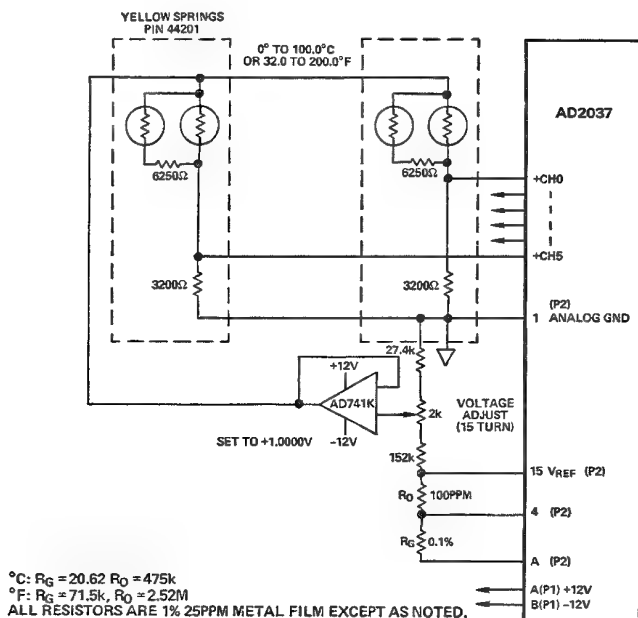 YELLOW SPRINGS
PIN 44201
0° TO 100.0°C
OR 32.0 TO 200.0°F
AD2037
6250Ω
6250Ω
+CH0
+CH5
3200Ω
3200Ω
(P2)
1 ANALOG GND
27.4k
+12V
AD741K
2k
VOLTAGE
ADJUST
(15 TURN)
SET TO +1.0000V
-12V
152k
15 VREF (P2)
RO 100PPM
4 (P2)
RG 0.1%
A (P2)
°C: RG = 20.62 RO = 475k
°F: RG = 71.5k, RO = 2.52M
ALL RESISTORS ARE 1% 25PPM METAL FILM EXCEPT AS NOTED.
A(P1) +12V
B(P1) -12V